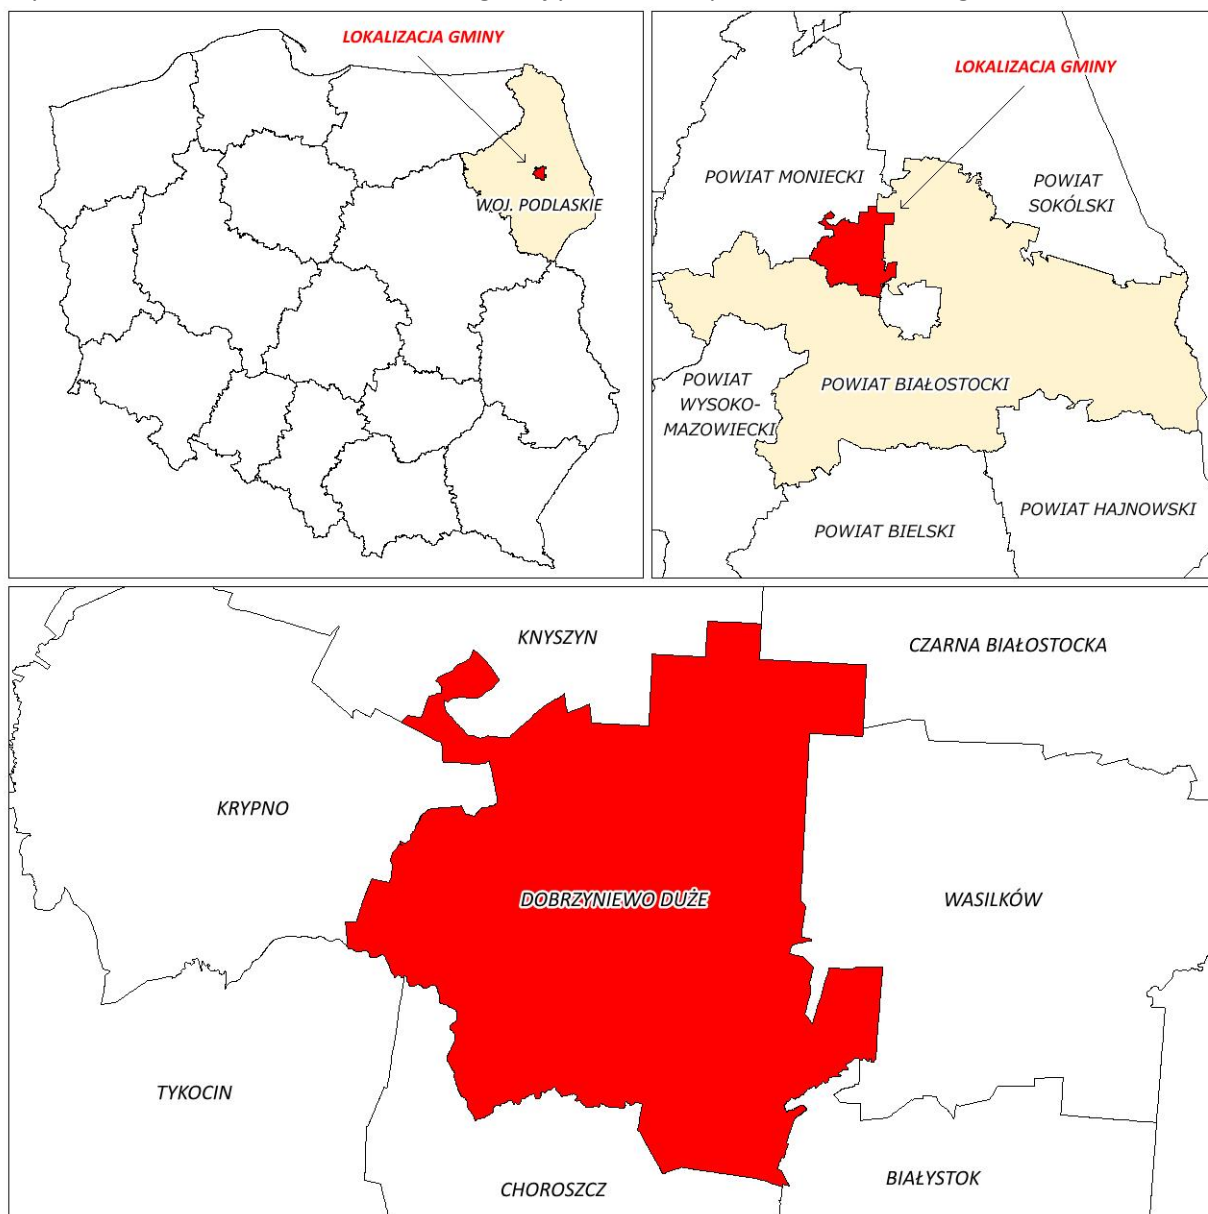 LOKALIZACJA GMINY
WOJ. PODLASKIE
LOKALIZACJA GMINY
POWIAT MONIECKI
POWIAT
SOKÓLSKI
POWIAT
WYSOKO-
MAZOWIECKI
POWIAT BIAŁOSTOCKI
POWIAT BIELSKI
POWIAT HAJNOWSKI
KNYSZYN
CZARNA BIAŁOSTOCKA
KRYPNO
DOBRZYNIEWO DUŻE
WASILKÓW
TYKOCIN
CHOROSZCZ
BIAŁYSTOK